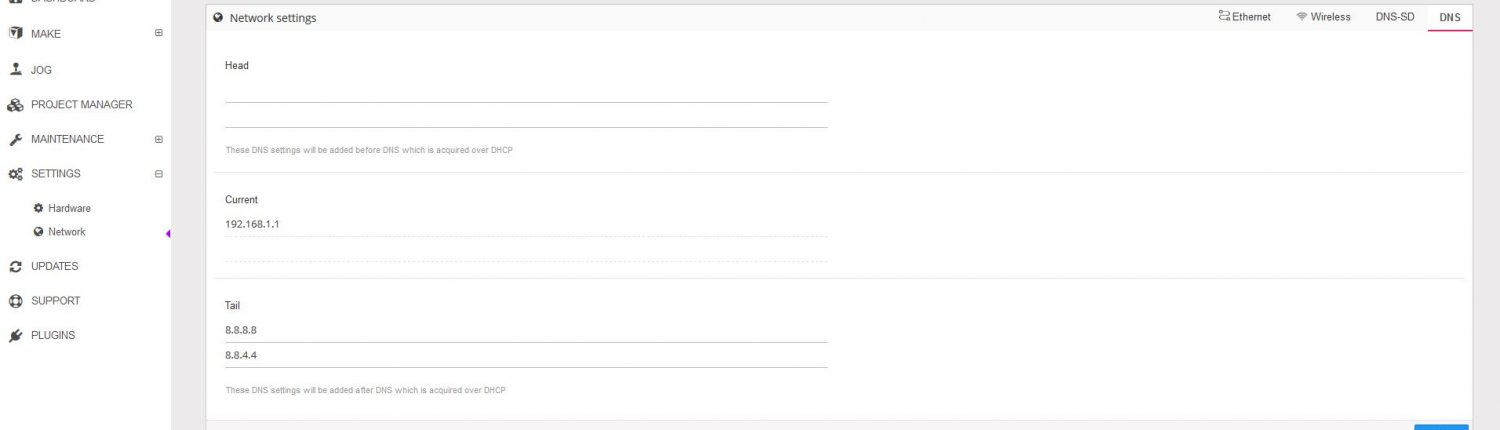 DASHBOARD
MAKE
JOG
PROJECT MANAGER
MAINTENANCE
SETTINGS
Hardware
Network
UPDATES
SUPPORT
PLUGINS
Network settings
Ethernet
Wireless
DNS-SD
DNS
Head
These DNS settings will be added before DNS which is acquired over DHCP
Current
192.168.1.1
Tail
8.8.8.8
8.8.4.4
These DNS settings will be added after DNS which is acquired over DHCP